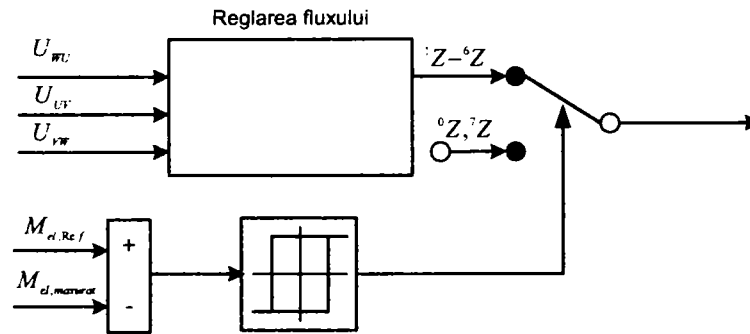 Reglarea fluxului
U_WU
U_UV
U_VW
¹Z–⁶Z
⁰Z,⁷Z
M_el,Ref
+
M_el,masurat
-